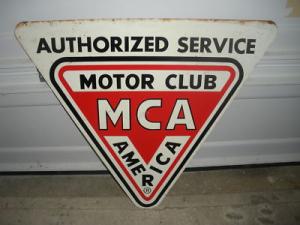 AUTHORIZED SERVICE
MOTOR CLUB
MCA
AMERICA
®